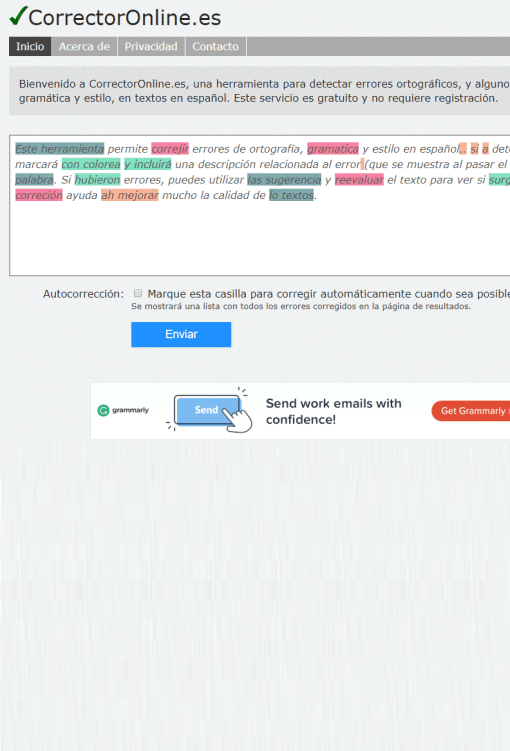 CorrectorOnline.es
Inicio Acerca de Privacidad Contacto
Bienvenido a CorrectorOnline.es, una herramienta para detectar errores ortográficos, y
gramática y estilo, en textos en español. Este servicio es gratuito y no requiere registración.
Este herramienta permite correjir errores de ortografía, gramatica y estilo en español.. si a
marcará con colorea y incluirá una descripción relacionada al error (que se muestra al pasar el
palabra. Si hubieron errores, puedes utilizar las sugerencia y reevaluar el texto para ver si
correción ayuda ah mejorar mucho la calidad de lo textos.
Autocorrección: Marque esta casilla para corregir automáticamente cuando sea posible
Se mostrará una lista con todos los errores corregidos en la página de resultados.
Enviar
grammarly
Send
Send work emails with
confidence!
Get Grammarly